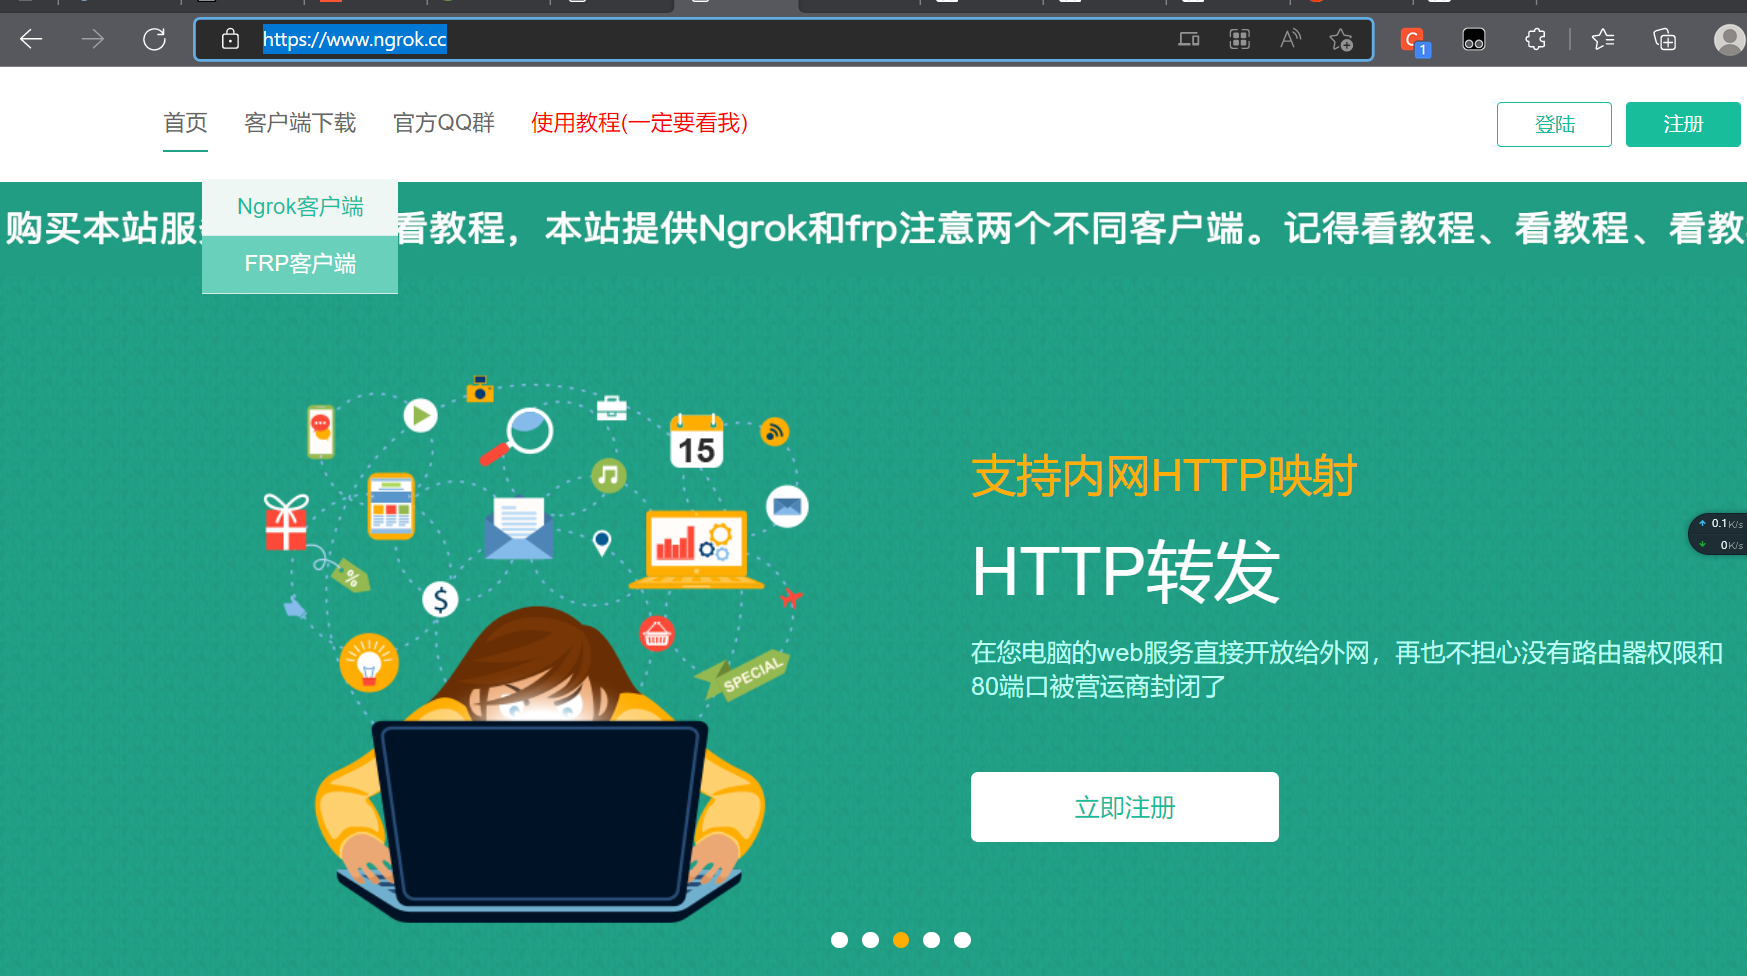 https://www.ngrok.cc
1
首页 客户端下载 官方QQ群 使用教程(一定要看我)
登陆 注册
Ngrok客户端
FRP客户端
购买本站服 看教程，本站提供Ngrok和frp注意两个不同客户端。记得看教程、看教程、看教
15
%
$
SPECIAL
支持内网HTTP映射
HTTP转发
在您电脑的web服务直接开放给外网，再也不担心没有路由器权限和
80端口被营运商封闭了
立即注册
0.1K/s
0K/s